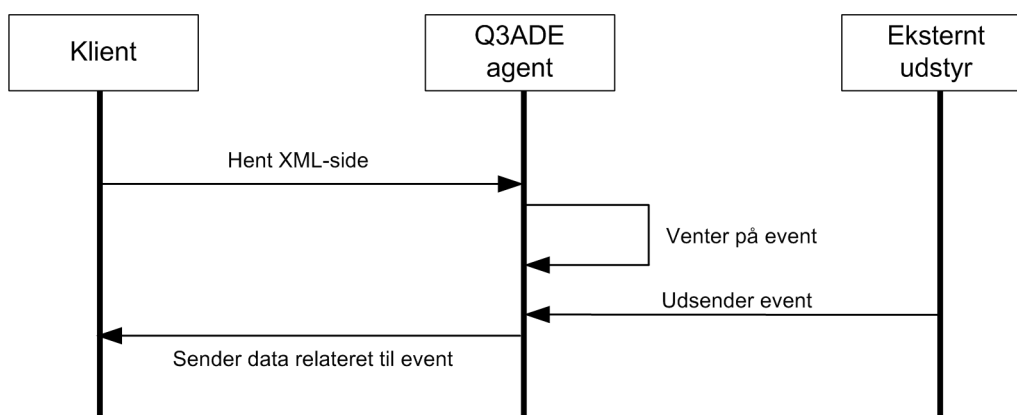 Klient
Q3ADE
agent
Eksternt
udstyr
Hent XML-side
Venter på event
Udsender event
Sender data relateret til event